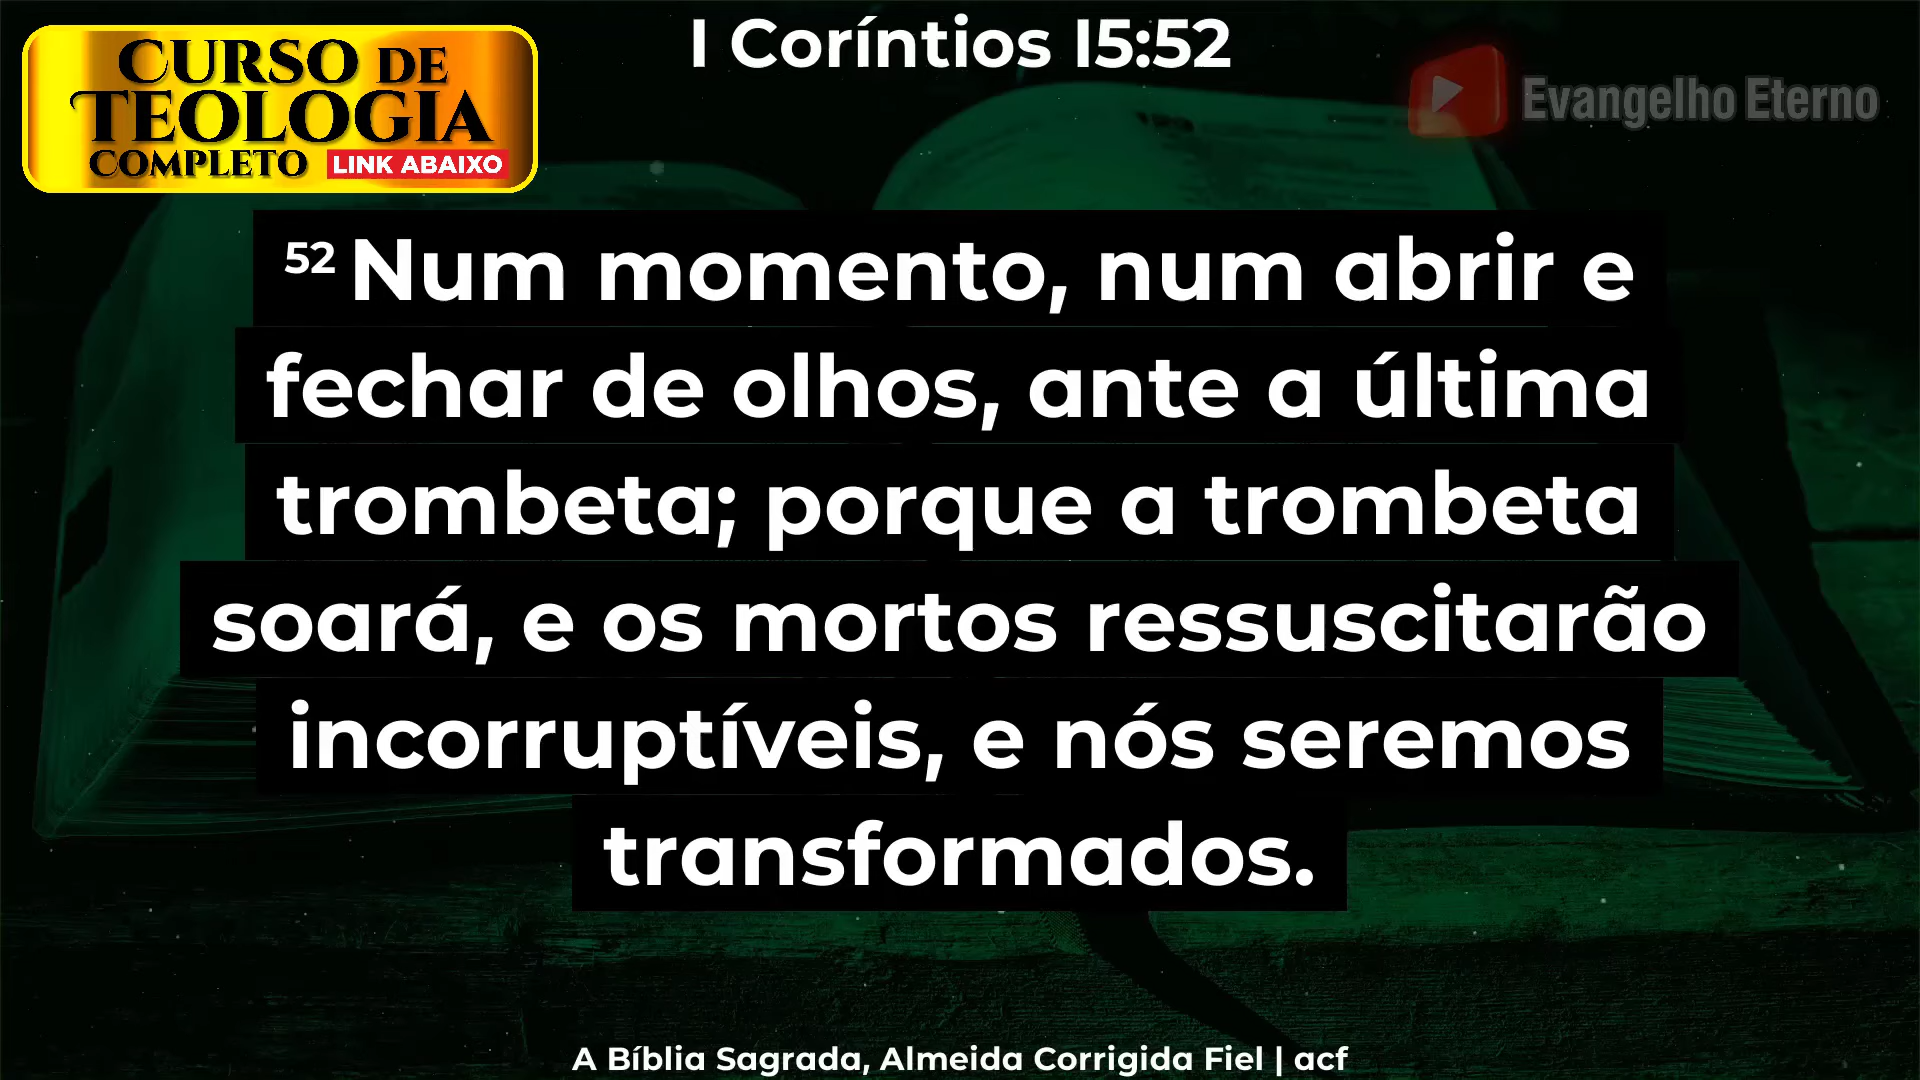 I Coríntios I5:52
CURSO DE
TEOLOGIA
COMPLETO LINK ABAIXO
Evangelho Eterno
52 Num momento, num abrir e
fechar de olhos, ante a última
trombeta; porque a trombeta
soará, e os mortos ressuscitarão
incorruptíveis, e nós seremos
transformados.
A Bíblia Sagrada, Almeida Corrigida Fiel | acf